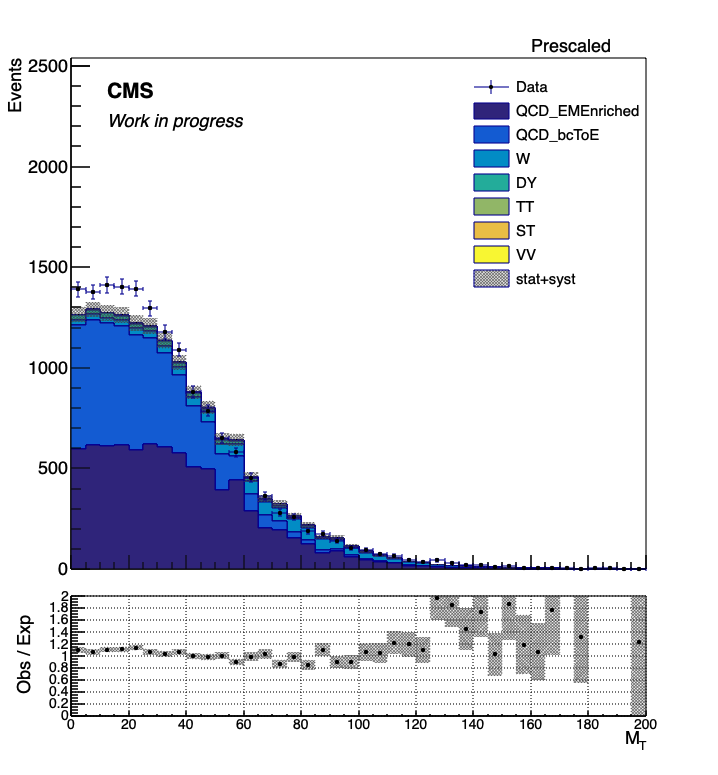 Prescaled
Events
2500
2000
1500
1000
500
0
CMS
Work in progress
Data
QCD_EMEnriched
QCD_bcToE
W
DY
TT
ST
VV
stat+syst
Obs / Exp
2
1.8
1.6
1.4
1.2
1
0.8
0.6
0.4
0.2
0
0 20 40 60 80 100 120 140 160 180 200
M_T